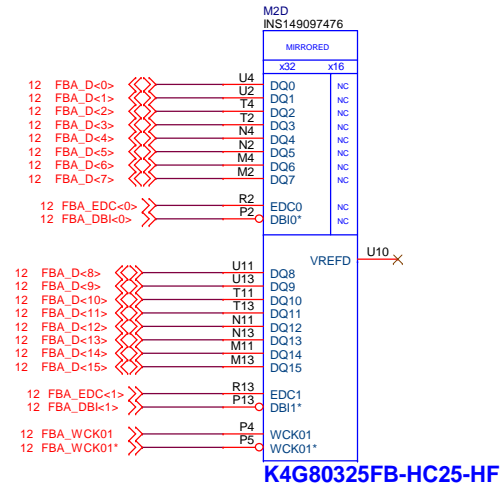 M2D
INS149097476
MIRRORED
x32 x16
12 FBA_D<0> U4 DQ0 NC
12 FBA_D<1> U2 DQ1 NC
12 FBA_D<2> T4 DQ2 NC
12 FBA_D<3> T2 DQ3 NC
12 FBA_D<4> N4 DQ4 NC
12 FBA_D<5> N2 DQ5 NC
12 FBA_D<6> M4 DQ6 NC
12 FBA_D<7> M2 DQ7 NC
12 FBA_EDC<0> R2 EDC0 NC
12 FBA_DBI<0> P2 DBI0* NC
VREFD U10
12 FBA_D<8> U11 DQ8
12 FBA_D<9> U13 DQ9
12 FBA_D<10> T11 DQ10
12 FBA_D<11> T13 DQ11
12 FBA_D<12> N11 DQ12
12 FBA_D<13> N13 DQ13
12 FBA_D<14> M11 DQ14
12 FBA_D<15> M13 DQ15
12 FBA_EDC<1> R13 EDC1
12 FBA_DBI<1> P13 DBI1*
12 FBA_WCK01 P4 WCK01
12 FBA_WCK01* P5 WCK01*
K4G80325FB-HC25-HF